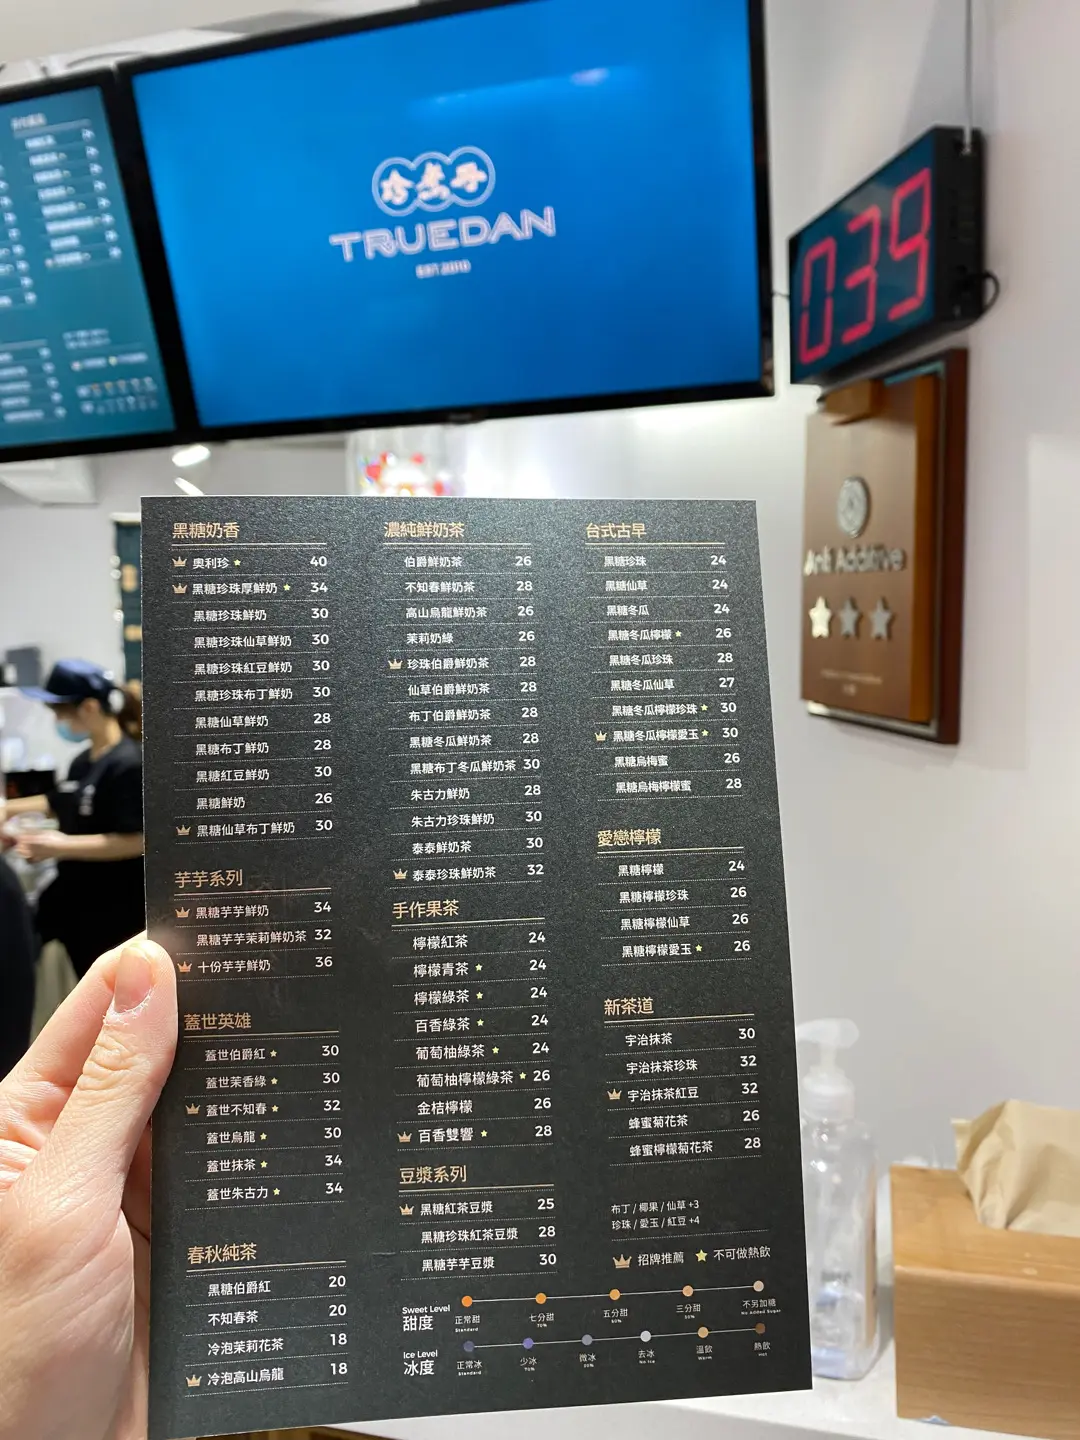 珍煮丹
TRUEDAN
EST.2010
039
Anti Additive
黑糖奶香
奧利珍 40
黑糖珍珠厚鮮奶 34
黑糖珍珠鮮奶 30
黑糖珍珠仙草鮮奶 30
黑糖珍珠紅豆鮮奶 30
黑糖珍珠布丁鮮奶 30
黑糖仙草鮮奶 28
黑糖布丁鮮奶 28
黑糖紅豆鮮奶 30
黑糖鮮奶 26
黑糖仙草布丁鮮奶 30
芋芋系列
黑糖芋芋鮮奶 34
黑糖芋芋茉莉鮮奶茶 32
十份芋芋鮮奶 36
蓋世英雄
蓋世伯爵紅 30
蓋世茉香綠 30
蓋世不知春 32
蓋世烏龍 30
蓋世抹茶 34
蓋世朱古力 34
春秋純茶
黑糖伯爵紅 20
不知春茶 20
冷泡茉莉花茶 18
冷泡高山烏龍 18
濃純鮮奶茶
伯爵鮮奶茶 26
不知春鮮奶茶 28
高山烏龍鮮奶茶 26
茉莉奶綠 26
珍珠伯爵鮮奶茶 28
仙草伯爵鮮奶茶 28
布丁伯爵鮮奶茶 28
黑糖冬瓜鮮奶茶 28
黑糖布丁冬瓜鮮奶茶 30
朱古力鮮奶 28
朱古力珍珠鮮奶 30
泰泰鮮奶茶 30
泰泰珍珠鮮奶茶 32
手作果茶
檸檬紅茶 24
檸檬青茶 24
檸檬綠茶 24
百香綠茶 24
葡萄柚綠茶 24
葡萄柚檸檬綠茶 26
金桔檸檬 26
百香雙響 28
豆漿系列
黑糖紅茶豆漿 25
黑糖珍珠紅茶豆漿 28
黑糖芋芋豆漿 30
台式古早
黑糖珍珠 24
黑糖仙草 24
黑糖冬瓜 24
黑糖冬瓜檸檬 26
黑糖冬瓜珍珠 28
黑糖冬瓜仙草 27
黑糖冬瓜檸檬珍珠 30
黑糖冬瓜檸檬愛玉 30
黑糖烏梅蜜 26
黑糖烏梅檸檬蜜 28
愛戀檸檬
黑糖檸檬 24
黑糖檸檬珍珠 26
黑糖檸檬仙草 26
黑糖檸檬愛玉 26
新茶道
宇治抹茶 30
宇治抹茶珍珠 32
宇治抹茶紅豆 32
蜂蜜菊花茶 26
蜂蜜檸檬菊花茶 28
布丁 / 椰果 / 仙草 +3
珍珠 / 愛玉 / 紅豆 +4
招牌推薦 不可做熱飲
Sweet Level
甜度
正常甜 七分甜 五分甜 三分甜 不另加糖
Standard 70% 50% 30% No Added Sugar
Ice Level
冰度
正常冰 少冰 微冰 去冰 溫飲 熱飲
Standard 70% 30% No Ice Warm Hot